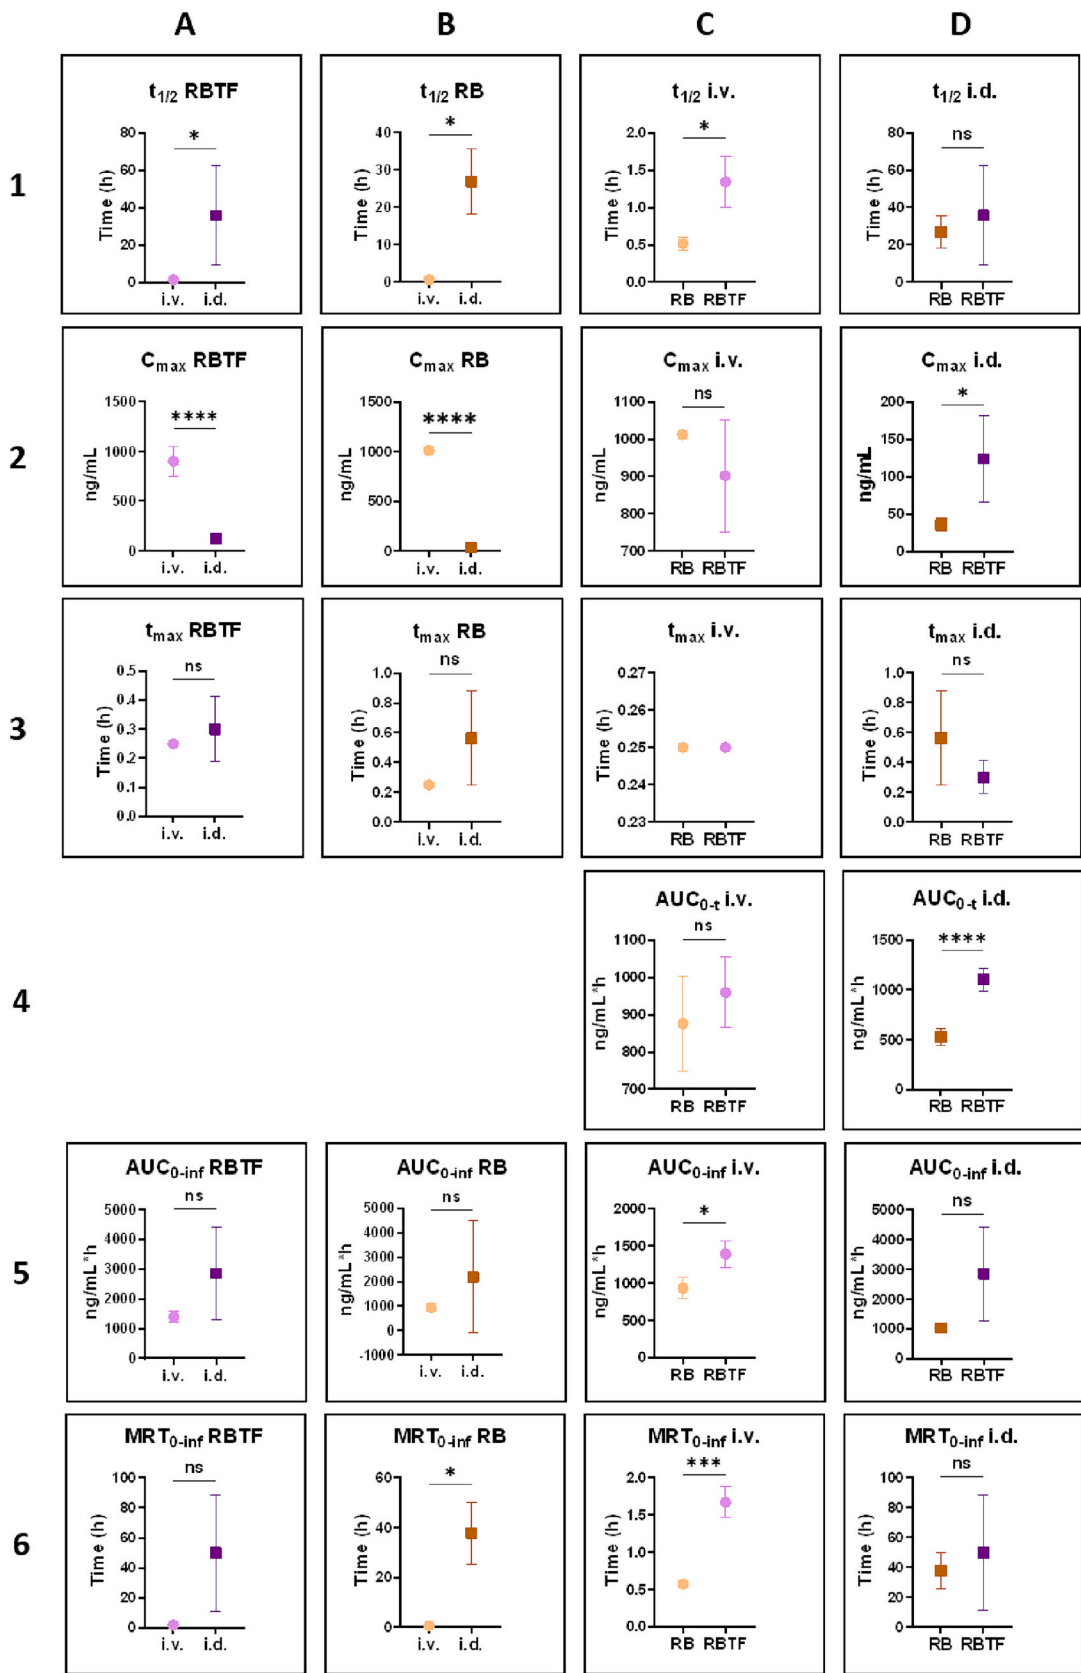 A B C D
1
t1/2 RBTF
*
Time (h)
80
60
40
20
0
i.v. i.d.
t1/2 RB
*
Time (h)
40
30
20
10
0
i.v. i.d.
t1/2 i.v.
*
Time (h)
2.0
1.5
1.0
0.5
0.0
RB RBTF
t1/2 i.d.
ns
Time (h)
80
60
40
20
0
RB RBTF
2
Cmax RBTF
****
ng/mL
1500
1000
500
0
i.v. i.d.
Cmax RB
****
ng/mL
1500
1000
500
0
i.v. i.d.
Cmax i.v.
ns
ng/mL
1100
1000
900
800
700
RB RBTF
Cmax i.d.
*
ng/mL
200
150
100
50
0
RB RBTF
3
tmax RBTF
ns
Time (h)
0.5
0.4
0.3
0.2
0.1
0.0
i.v. i.d.
tmax RB
ns
Time (h)
1.0
0.8
0.6
0.4
0.2
0.0
i.v. i.d.
tmax i.v.
Time (h)
0.27
0.26
0.25
0.24
0.23
RB RBTF
tmax i.d.
ns
Time (h)
1.0
0.8
0.6
0.4
0.2
0.0
RB RBTF
4
AUC0-t i.v.
ns
ng/mL*h
1100
1000
900
800
700
RB RBTF
AUC0-t i.d.
****
ng/mL*h
1500
1000
500
0
RB RBTF
5
AUC0-inf RBTF
ns
ng/mL*h
5000
4000
3000
2000
1000
0
i.v. i.d.
AUC0-inf RB
ns
ng/mL*h
5000
4000
3000
2000
1000
0
-1000
i.v. i.d.
AUC0-inf i.v.
*
ng/mL*h
2000
1500
1000
500
0
RB RBTF
AUC0-inf i.d.
ns
ng/mL*h
5000
4000
3000
2000
1000
0
RB RBTF
6
MRT0-inf RBTF
ns
Time (h)
100
80
60
40
20
0
i.v. i.d.
MRT0-inf RB
*
Time (h)
60
40
20
0
i.v. i.d.
MRT0-inf i.v.
***
Time (h)
2.0
1.5
1.0
0.5
0.0
RB RBTF
MRT0-inf i.d.
ns
Time (h)
100
80
60
40
20
0
RB RBTF